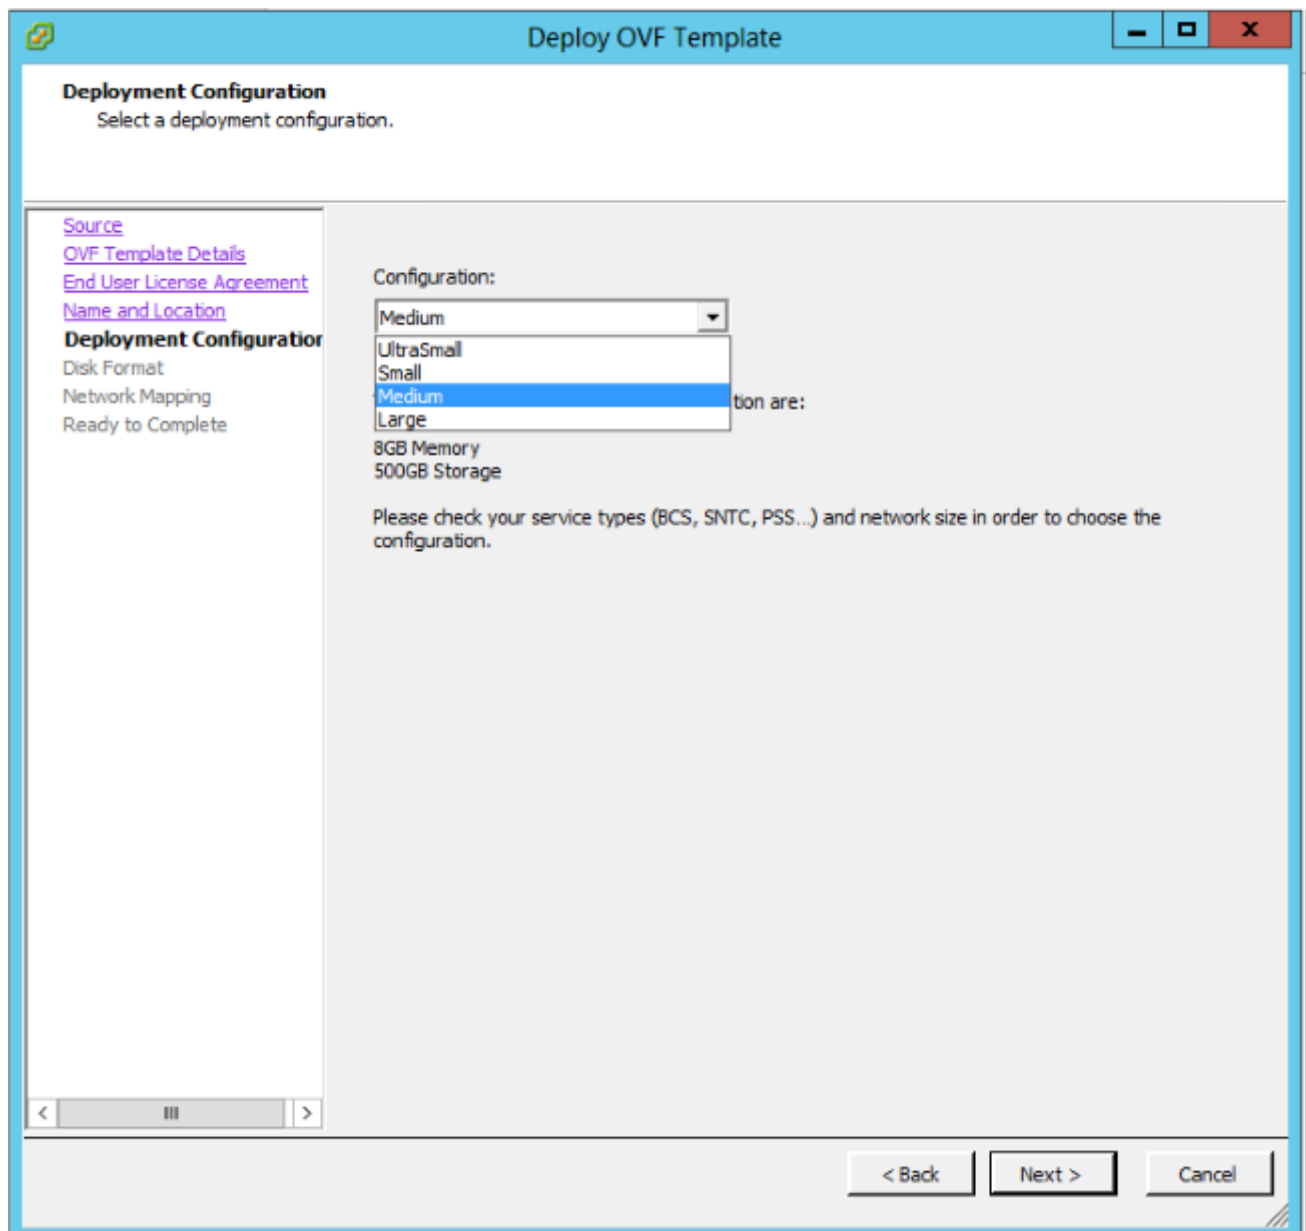 Deploy OVF Template
Deployment Configuration
Select a deployment configuration.
Source
OVF Template Details
End User License Agreement
Name and Location
Deployment Configuration
Disk Format
Network Mapping
Ready to Complete
Configuration:
Medium
UltraSmall
Small
Medium
Large
tion are:
8GB Memory
500GB Storage
Please check your service types (BCS, SNTC, PSS...) and network size in order to choose the
configuration.
< Back
Next >
Cancel